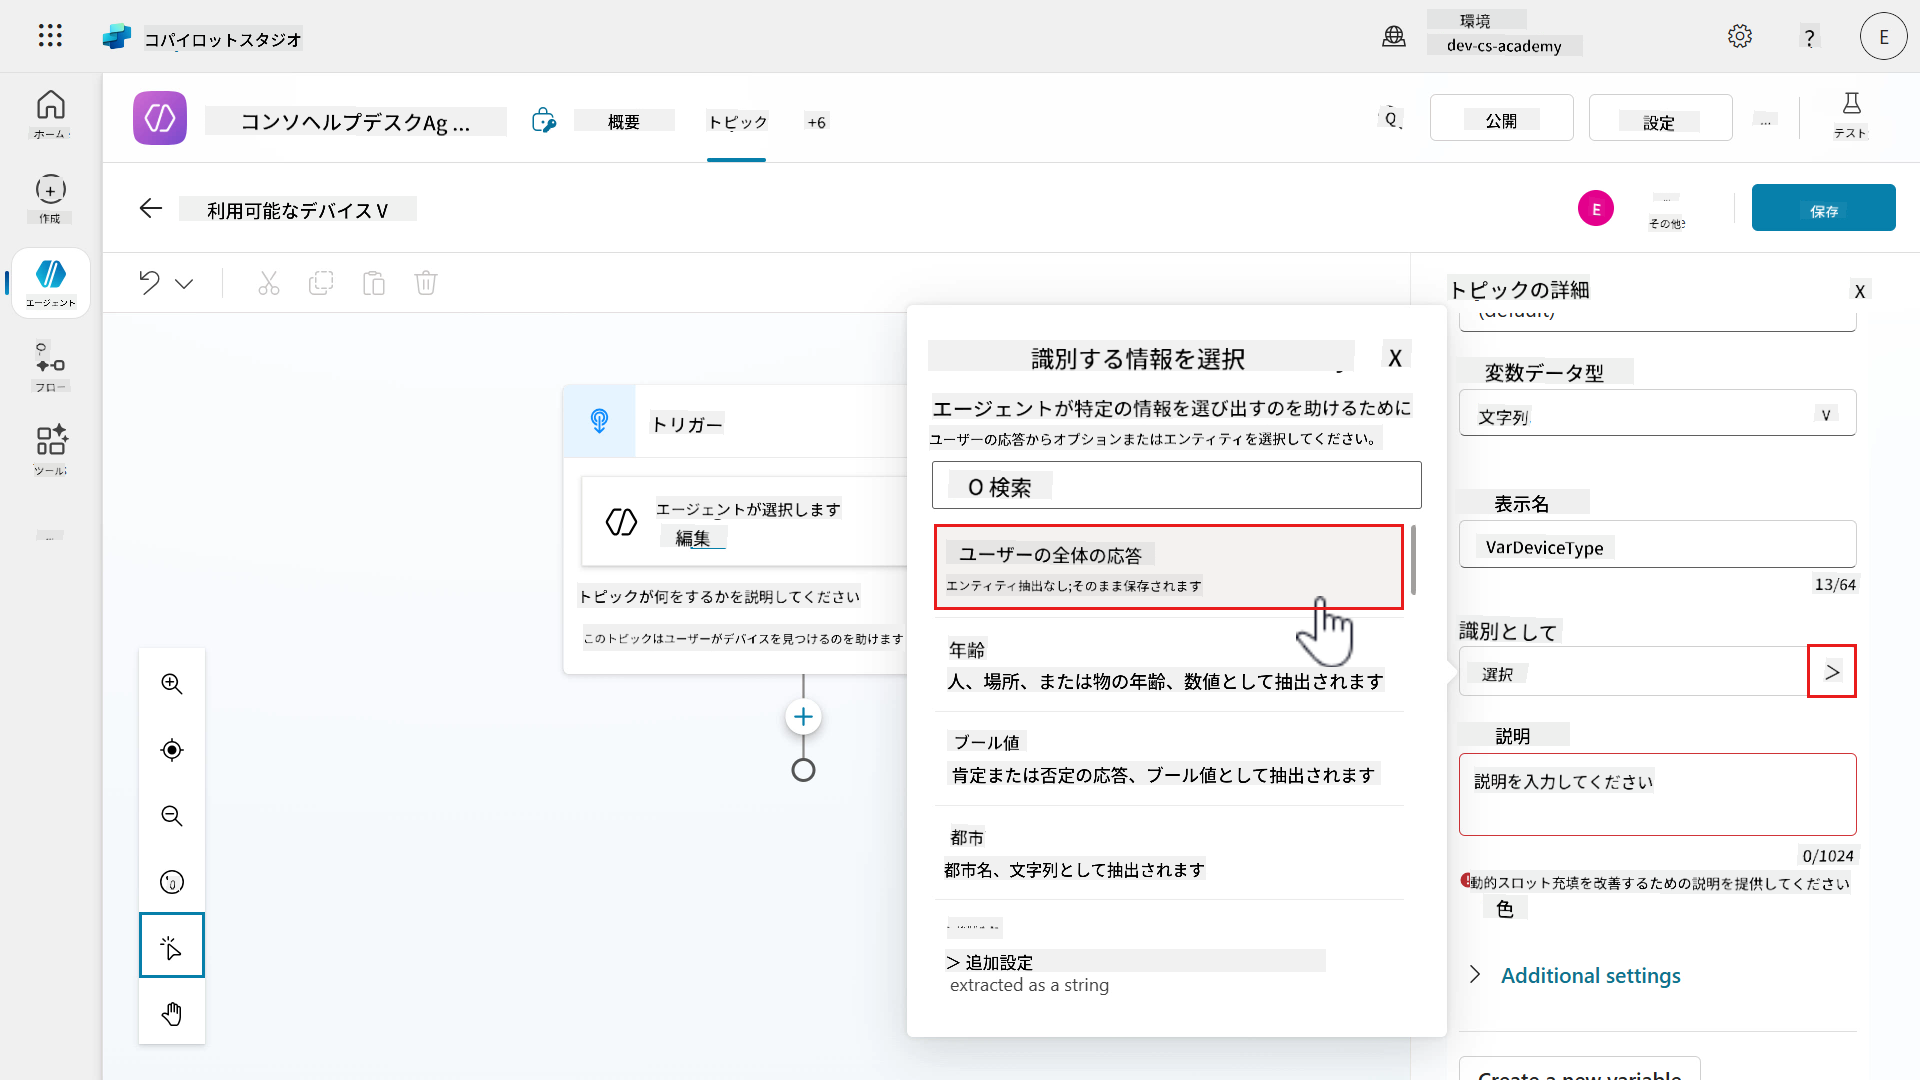 コパイロットスタジオ
環境
dev-cs-academy
?
E
ホーム
作成
エージェント
フロー
ツール
コンソヘルプデスクAg ...
概要
トピック
+6
Q
公開
設定
...
テスト
利用可能なデバイス V
E
その他
保存
トリガー
エージェントが選択します
編集
トピックが何をするかを説明してください
このトピックはユーザーがデバイスを見つけるのを助けます
識別する情報を選択
X
エージェントが特定の情報を選び出すのを助けるために
ユーザーの応答からオプションまたはエンティティを選択してください。
O 検索
ユーザーの全体の応答
エンティティ抽出なし;そのまま保存されます
年齢
人、場所、または物の年齢、数値として抽出されます
ブール値
肯定または否定の応答、ブール値として抽出されます
都市
都市名、文字列として抽出されます
> 追加設定
extracted as a string
トピックの詳細
X
(default)
変数データ型
文字列
V
表示名
VarDeviceType
13/64
識別として
選択
>
説明
説明を入力してください
0/1024
動的スロット充填を改善するための説明を提供してください
色
Additional settings
Create a new variable